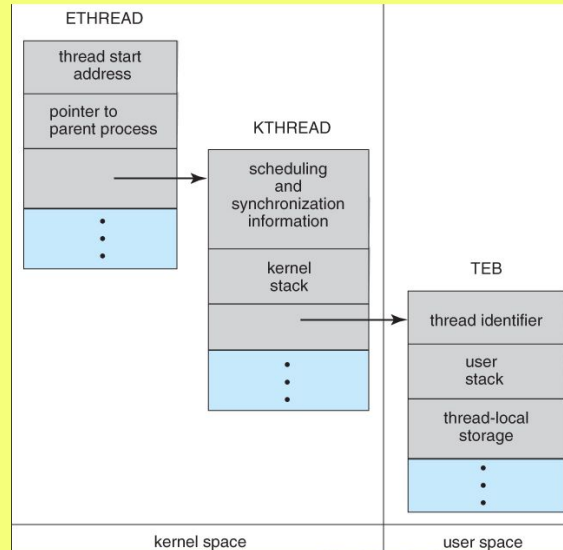 ETHREAD
thread start
address
pointer to
parent process
KTHREAD
scheduling
and
synchronization
information
kernel
stack
TEB
thread identifier
user
stack
thread-local
storage
kernel space
user space